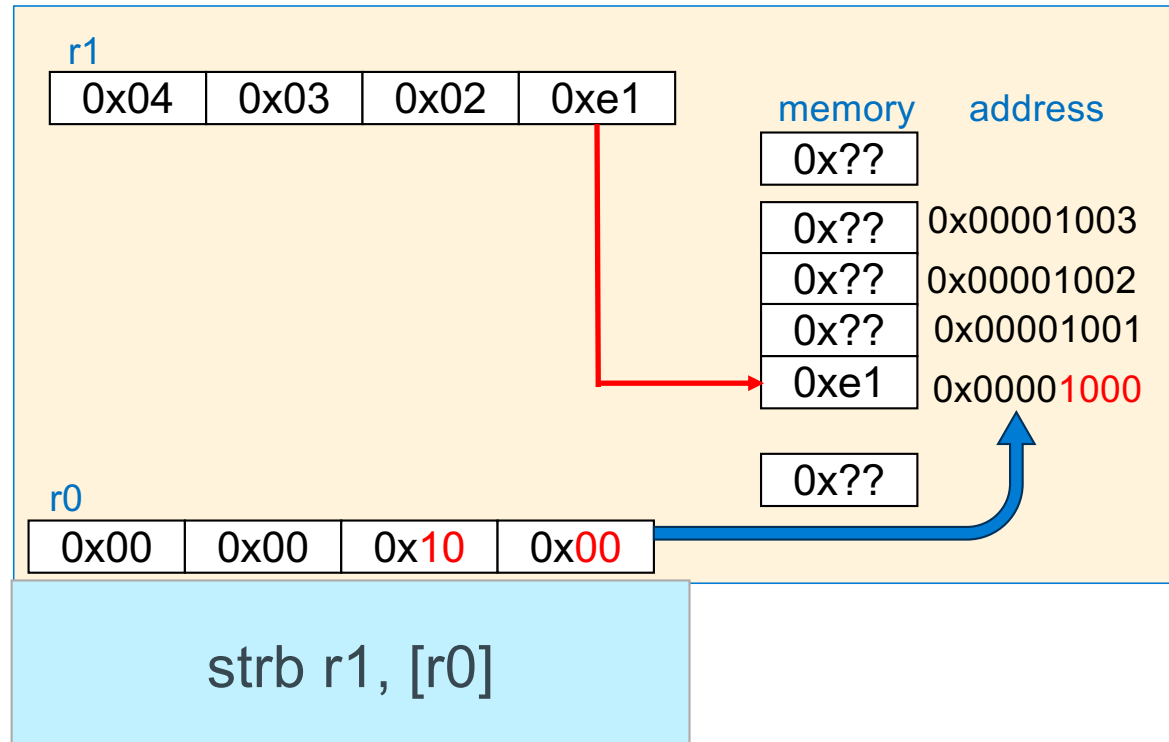 r1
0x04 0x03 0x02 0xe1
memory address
0x??
0x?? 0x00001003
0x?? 0x00001002
0x?? 0x00001001
0xe1 0x00001000
0x??
r0
0x00 0x00 0x10 0x00
strb r1, [r0]